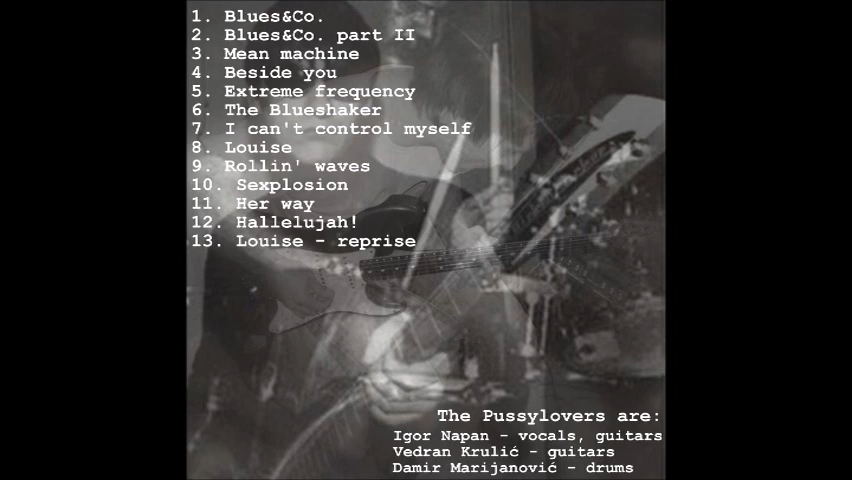 1. Blues&Co.
2. Blues&Co. part II
3. Mean machine
4. Beside you
5. Extreme frequency
6. The Blueshaker
7. I can't control myself
8. Louise
9. Rollin' waves
10. Sexplosion
11. Her way
12. Hallelujah!
13. Louise - reprise
The Pussylovers are:
Igor Napan - vocals, guitars
Vedran Krulić - guitars
Damir Marijanović - drums